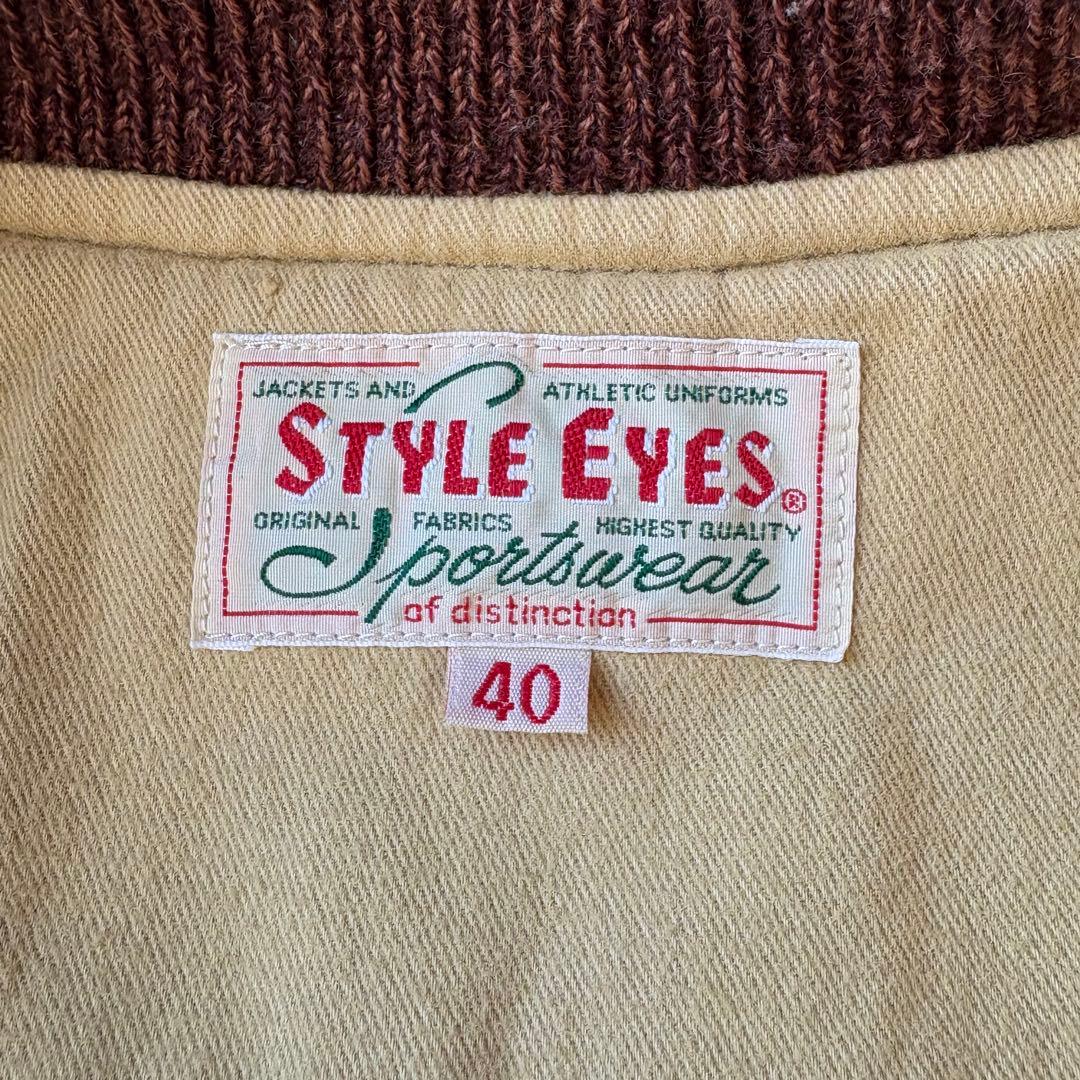 JACKETS AND ATHLETIC UNIFORMS
STYLE EYES®
ORIGINAL FABRICS HIGHEST QUALITY
Sportswear
of distinction
40